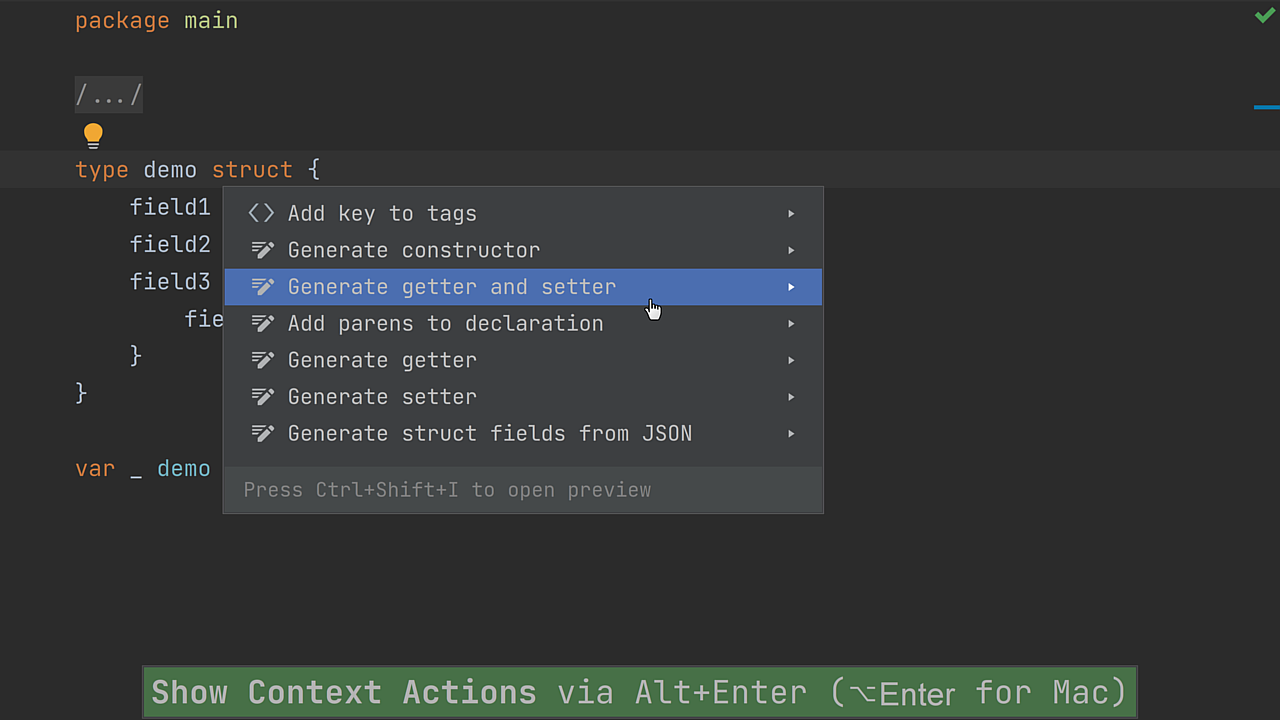 package main
/.../
type demo struct {
field1
field2
field3
fie
}
}
var _ demo
Add key to tags
Generate constructor
Generate getter and setter
Add parens to declaration
Generate getter
Generate setter
Generate struct fields from JSON
Press Ctrl+Shift+I to open preview
Show Context Actions via Alt+Enter (⌥Enter for Mac)